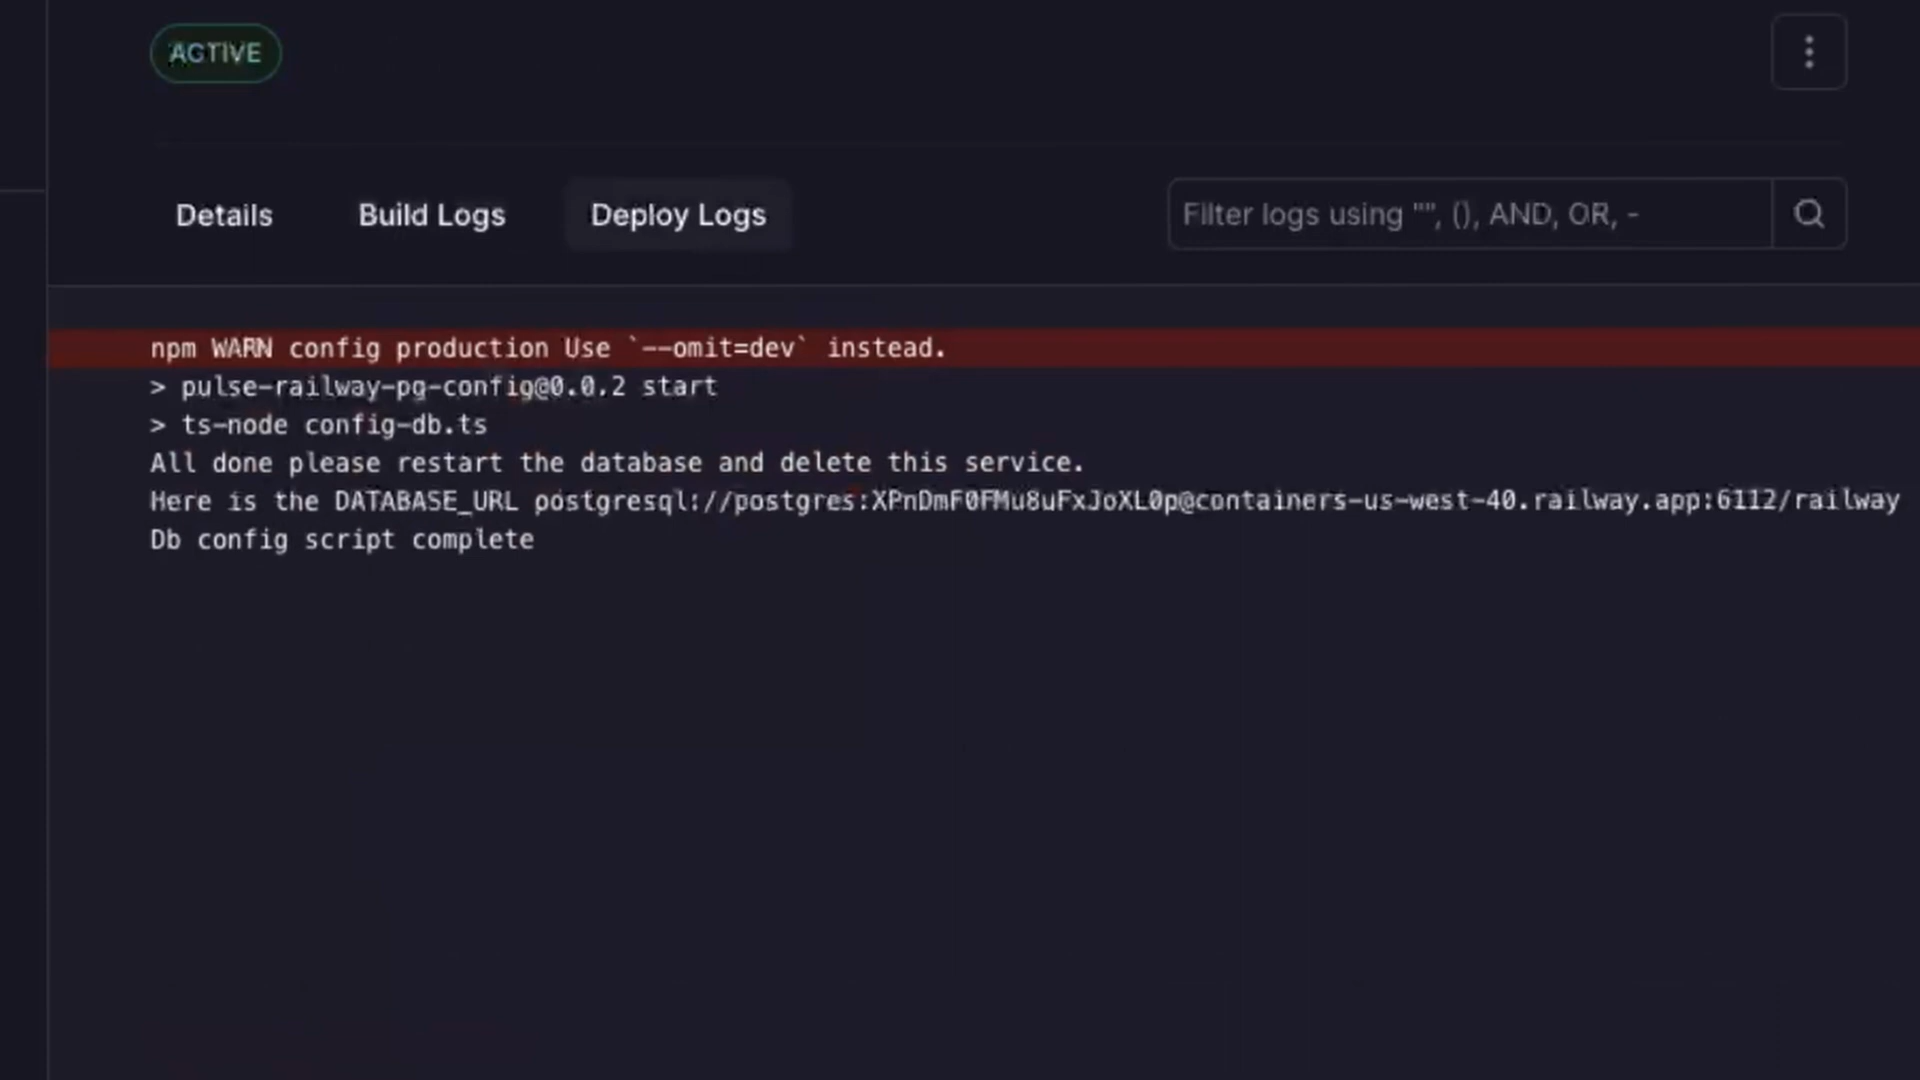 ACTIVE
Details
Build Logs
Deploy Logs
Filter logs using "", (), AND, OR, -
npm WARN config production Use `--omit=dev` instead.
> pulse-railway-pg-config@0.0.2 start
> ts-node config-db.ts
All done please restart the database and delete this service.
Here is the DATABASE_URL postgresql://postgres:XPnDmF0FMu8uFxJoXL0p@containers-us-west-40.railway.app:6112/railway
Db config script complete